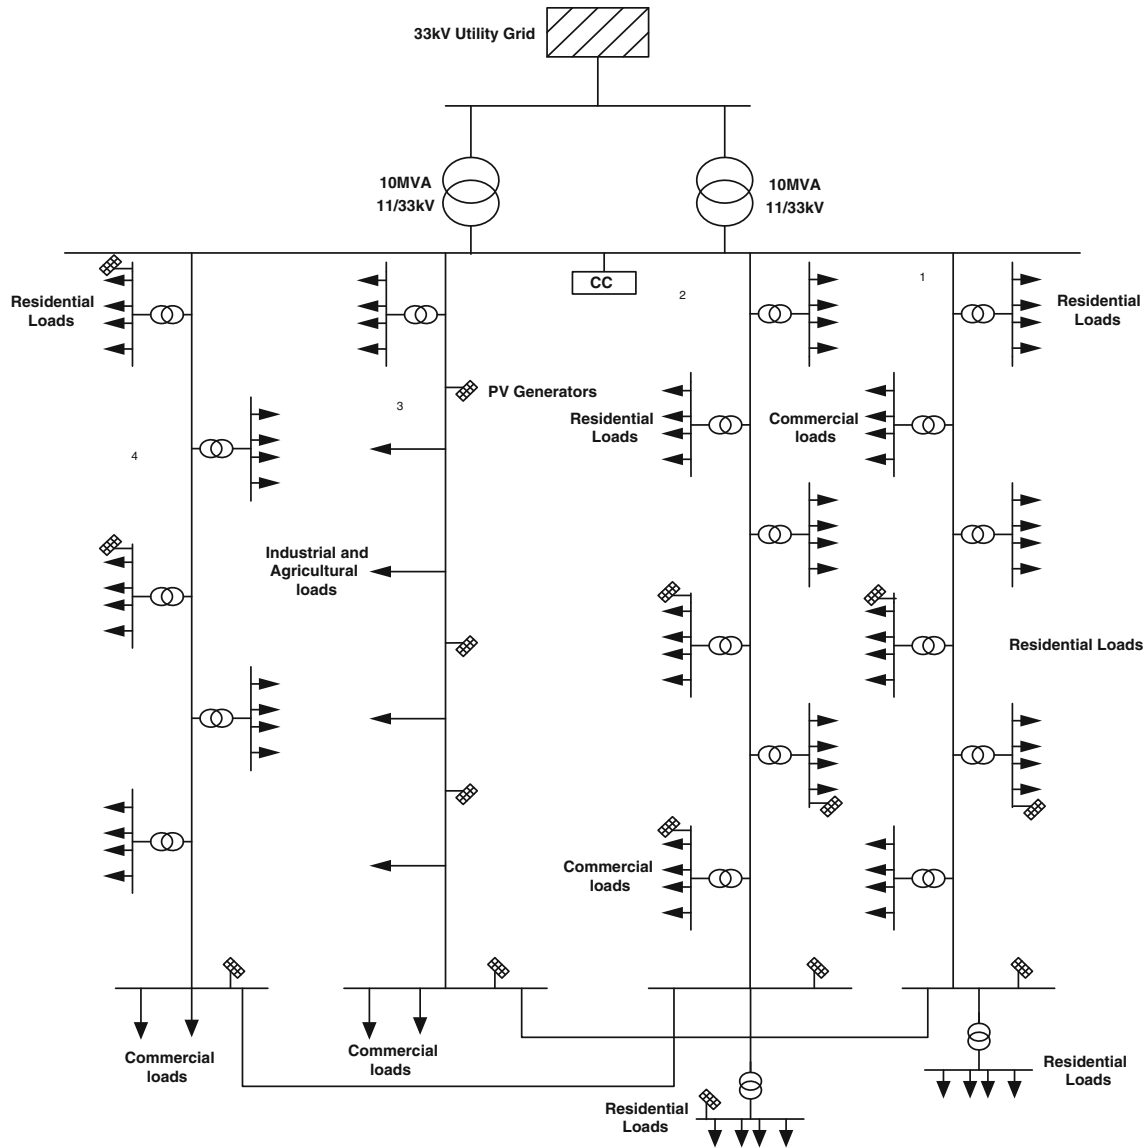 33kV Utility Grid
10MVA
11/33kV
10MVA
11/33kV
CC
Residential
Loads
2
1
Residential
Loads
PV Generators
3
Residential
Loads
Commercial
loads
4
Industrial and
Agricultural
loads
Residential Loads
Commercial
loads
Commercial
loads
Commercial
loads
Residential
Loads
Residential
Loads